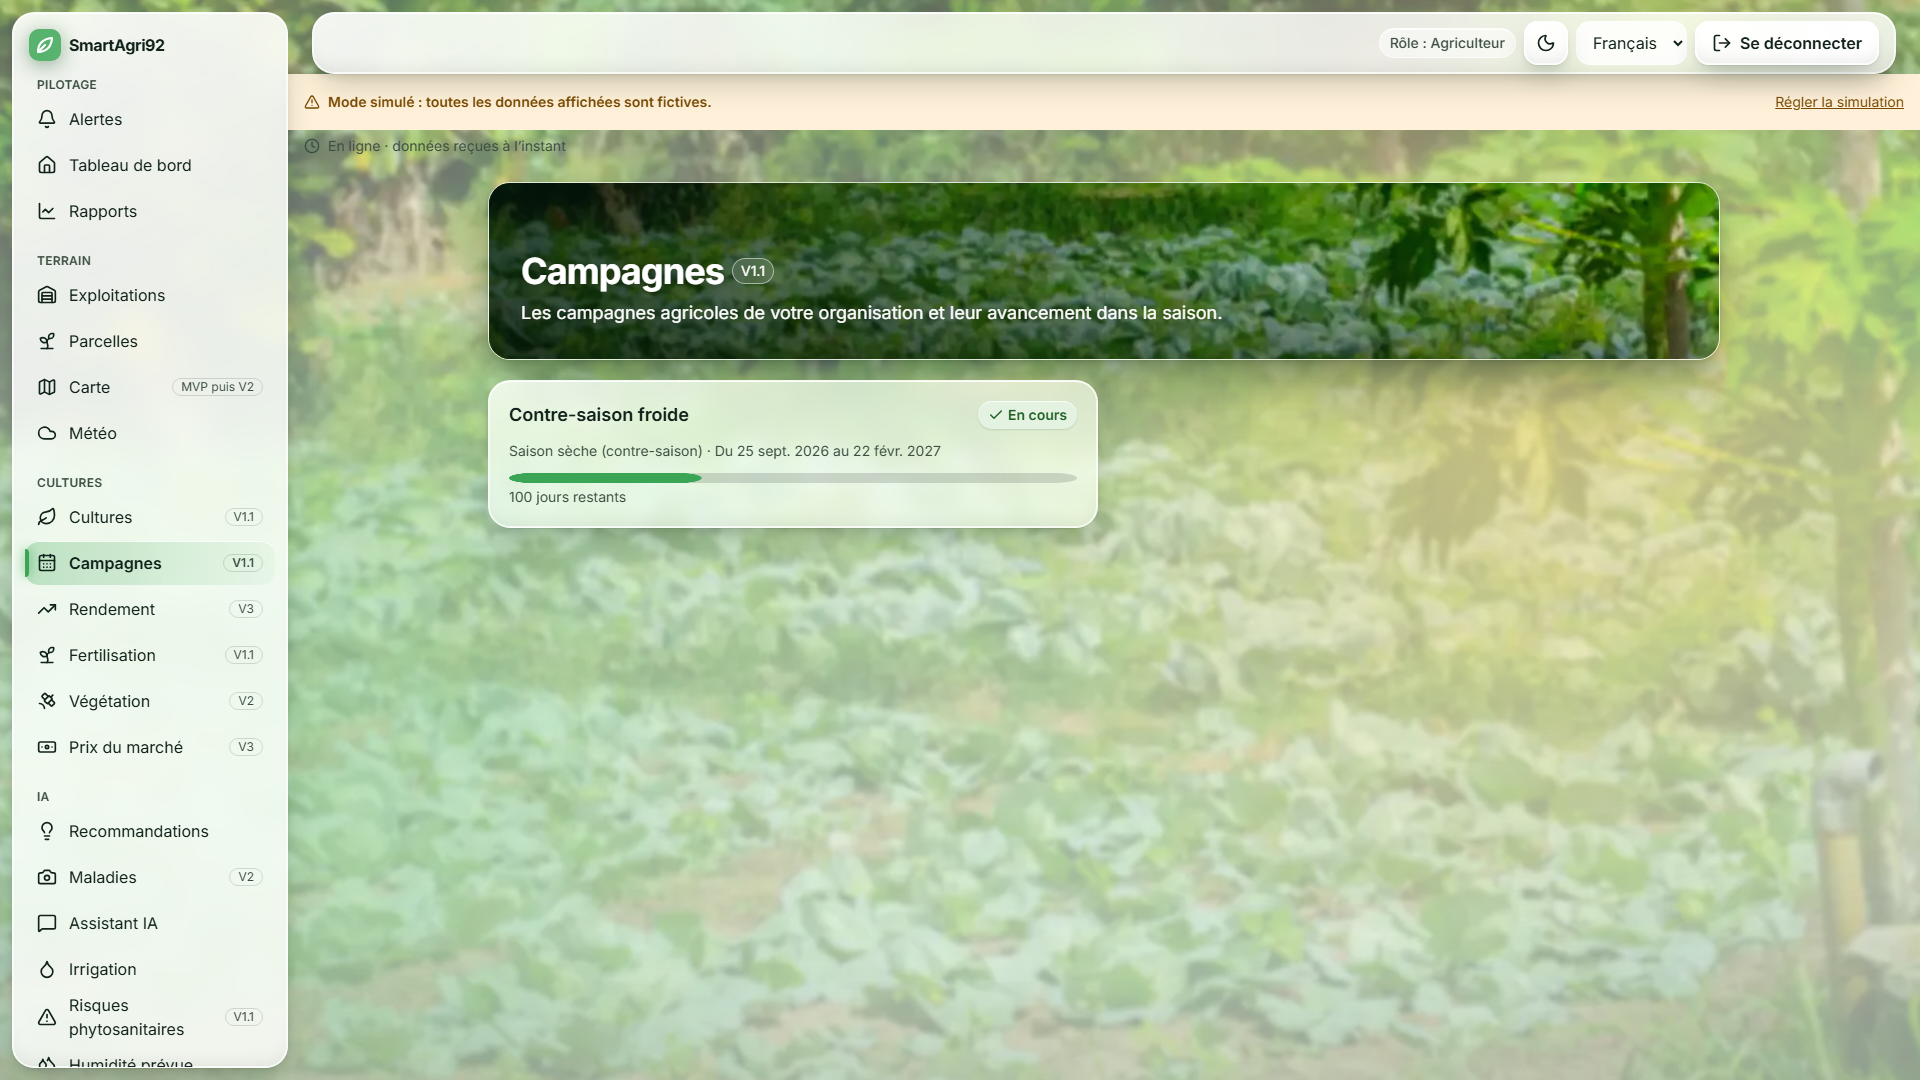 SmartAgri92
PILOTAGE
Alertes
Tableau de bord
Rapports
TERRAIN
Exploitations
Parcelles
Carte MVP puis V2
Météo
CULTURES
Cultures V1.1
Campagnes V1.1
Rendement V3
Fertilisation V1.1
Végétation V2
Prix du marché V3
IA
Recommandations
Maladies V2
Assistant IA
Irrigation
Risques
phytosanitaires V1.1
Humidité prévue
Rôle : Agriculteur Français Se déconnecter
Mode simulé : toutes les données affichées sont fictives. Régler la simulation
En ligne · données reçues à l’instant
Campagnes V1.1
Les campagnes agricoles de votre organisation et leur avancement dans la saison.
Contre-saison froide En cours
Saison sèche (contre-saison) · Du 25 sept. 2026 au 22 févr. 2027
100 jours restants